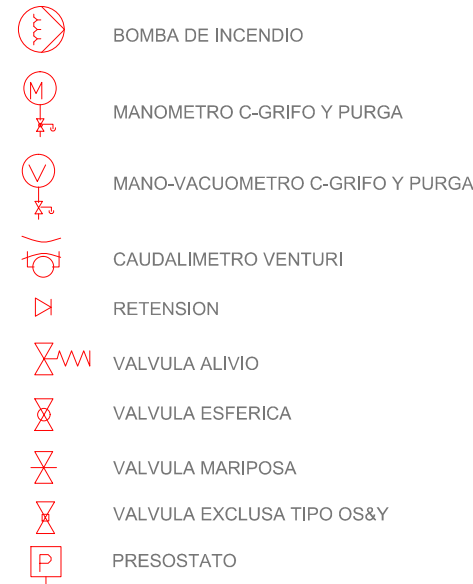 BOMBA DE INCENDIO
M
MANOMETRO C-GRIFO Y PURGA
V
MANO-VACUOMETRO C-GRIFO Y PURGA
CAUDALIMETRO VENTURI
RETENSION
VALVULA ALIVIO
VALVULA ESFERICA
VALVULA MARIPOSA
VALVULA EXCLUSA TIPO OS&Y
P
PRESOSTATO